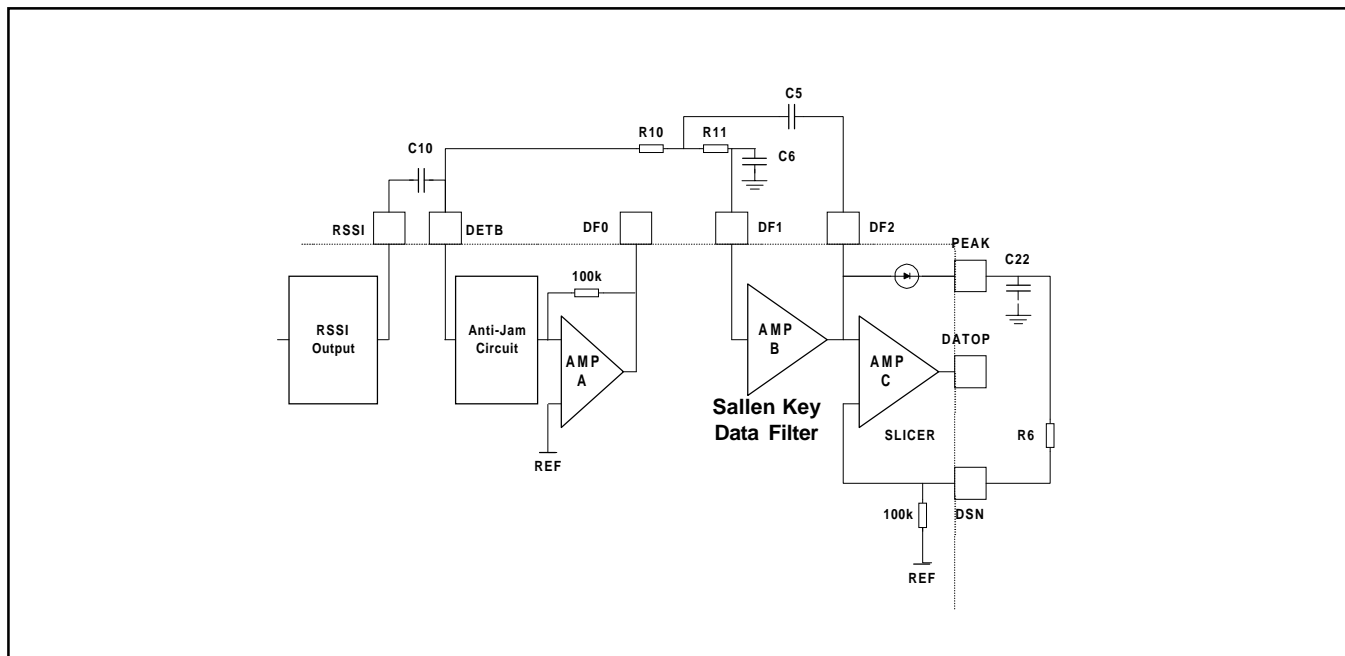 C5
R10
R11
C10
C6
RSSI
DETB
DF0
DF1
DF2
PEAK
C22
100k
RSSI
Output
Anti-Jam
Circuit
AMP
A
AMP
B
AMP
C
DATOP
Sallen Key
Data Filter
SLICER
R6
REF
100k
DSN
REF